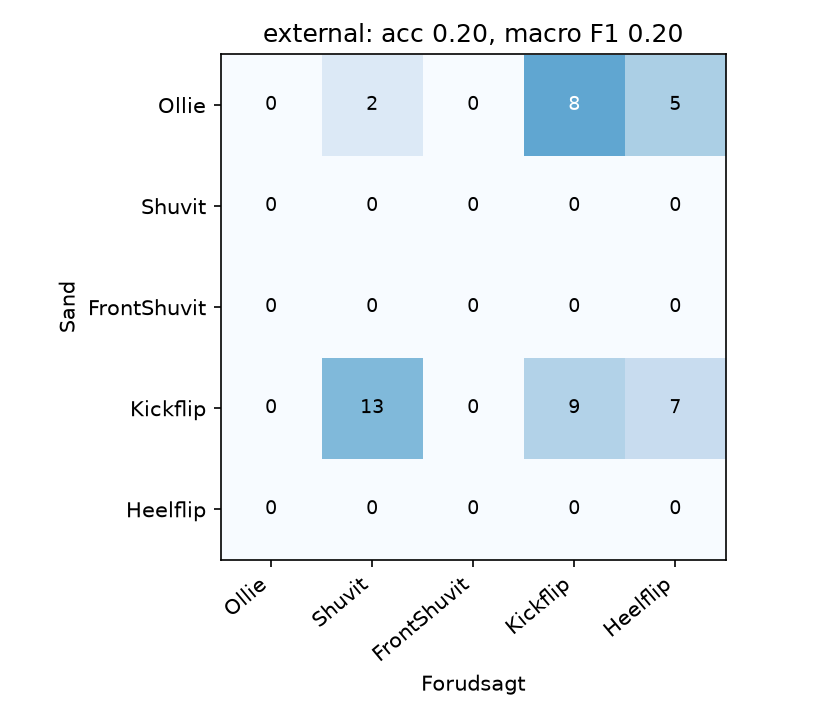 external: acc 0.20, macro F1 0.20
Ollie 0 2 0 8 5
Shuvit 0 0 0 0 0
FrontShuvit 0 0 0 0 0
Kickflip 0 13 0 9 7
Heelflip 0 0 0 0 0
Sand
Ollie Shuvit FrontShuvit Kickflip Heelflip
Forudsagt